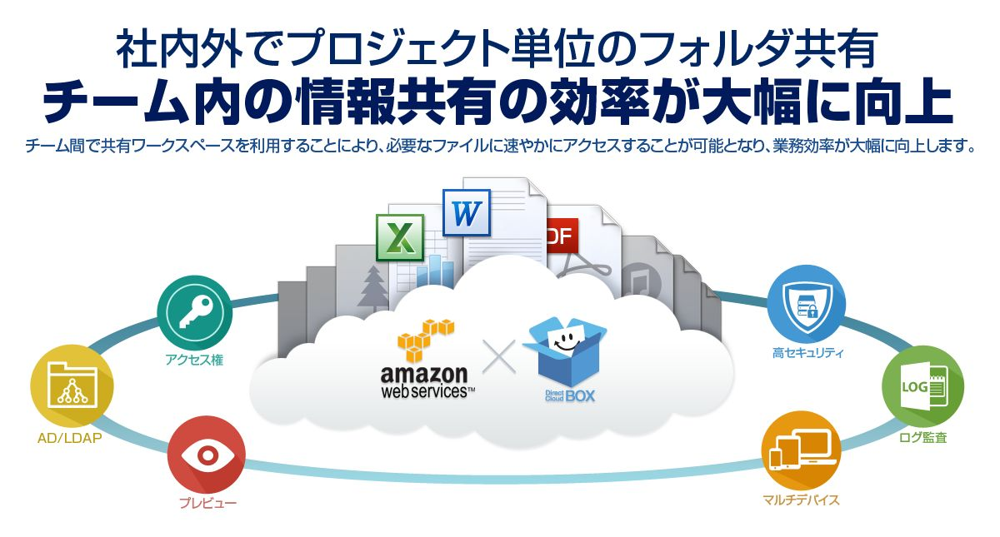 社内外でプロジェクト単位のフォルダ共有
チーム内の情報共有の効率が大幅に向上
チーム間で共有ワークスペースを利用することにより、必要なファイルに速やかにアクセスすることが可能となり、業務効率が大幅に向上します。
W
X
DF
アクセス権
高セキュリティ
amazon
web services™
Direct
Cloud BOX
LOG
AD/LDAP
ログ監査
プレビュー
マルチデバイス